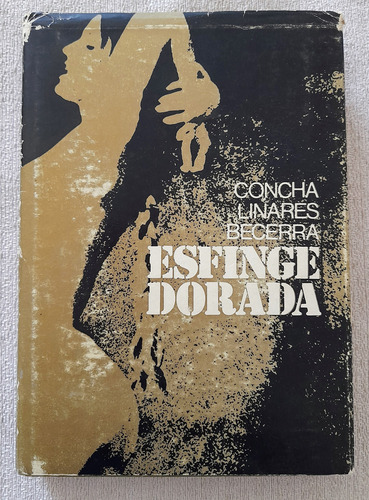 CONCHA
LINARES
BECERRA
ESFINGE
DORADA